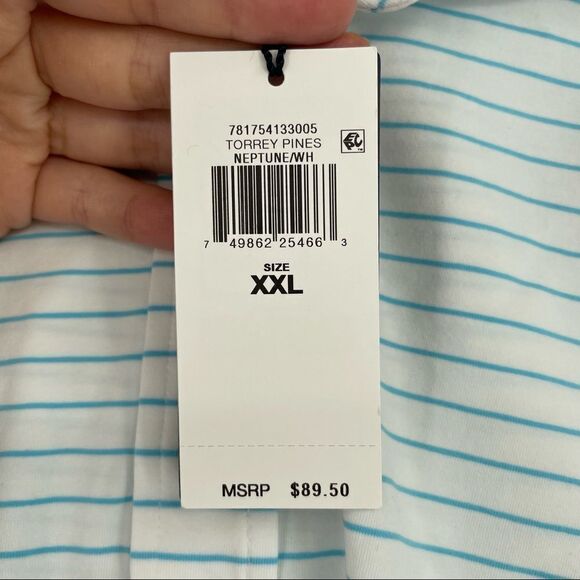 781754133005
TORREY PINES
NEPTUNE/WH
7 49862 25466 3
SIZE
XXL
MSRP $89.50